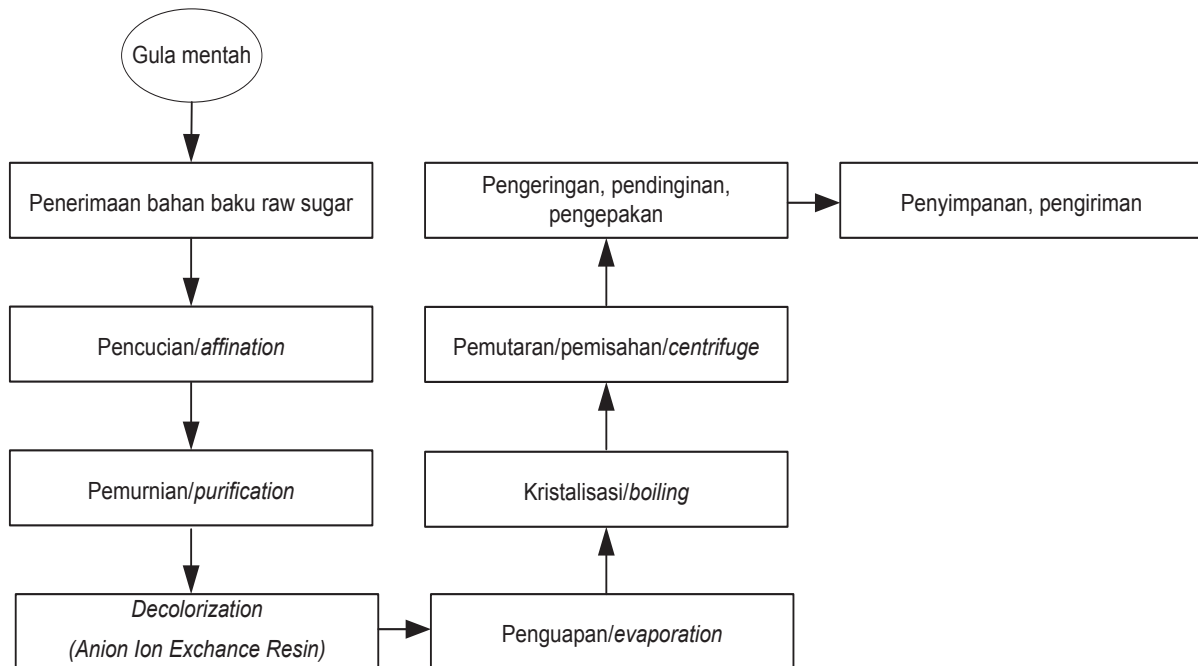 Gula mentah
Penerimaan bahan baku raw sugar
Pencucian/affination
Pemurnian/purification
Decolorization
(Anion Ion Exchance Resin)
Penguapan/evaporation
Kristalisasi/boiling
Pemutaran/pemisahan/centrifuge
Pengeringan, pendinginan,
pengepakan
Penyimpanan, pengiriman